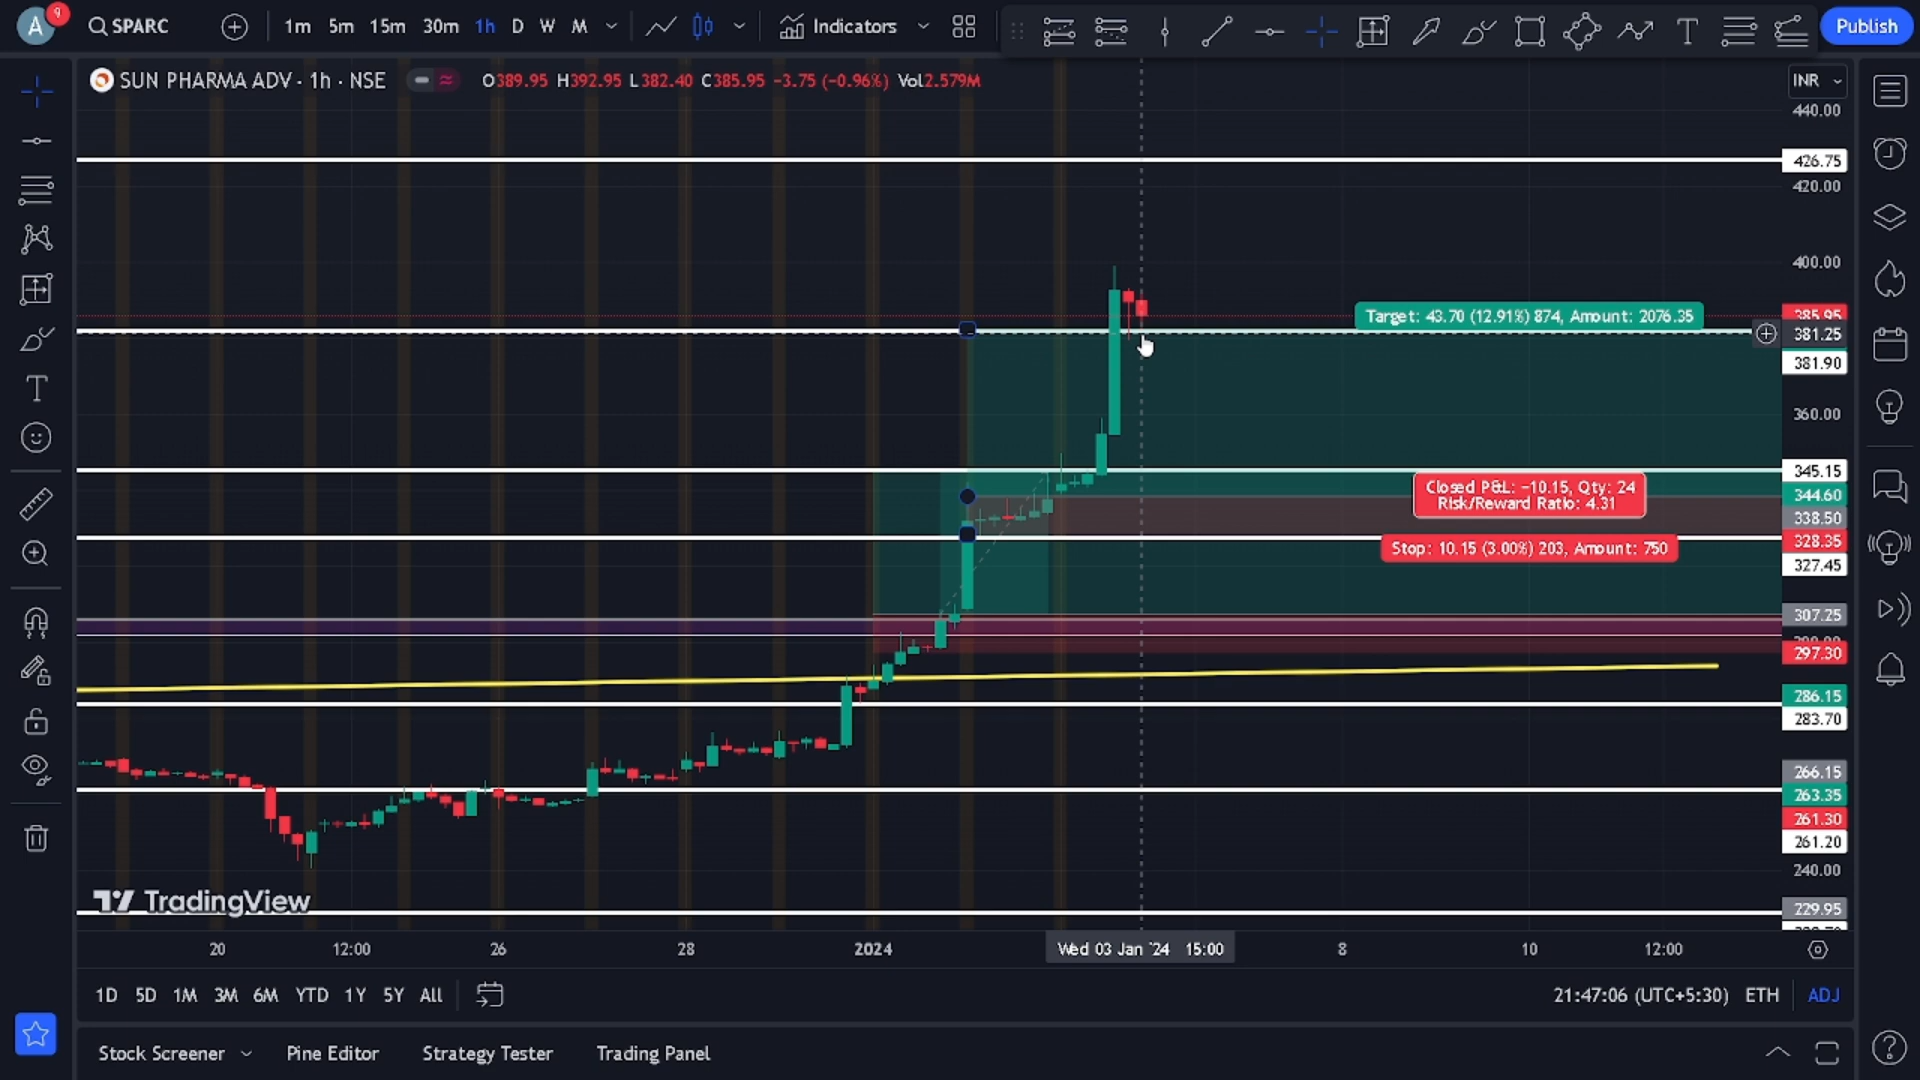 A
9
SPARC
1m 5m 15m 30m 1h D W M
Indicators
Publish
SUN PHARMA ADV · 1h · NSE
O389.95 H392.95 L382.40 C385.95 −3.75 (−0.96%) Vol2.579M
INR
440.00
426.75
420.00
400.00
385.95
381.25
381.90
360.00
345.15
344.60
338.50
328.35
327.45
307.25
297.30
286.15
283.70
266.15
263.35
261.30
261.20
240.00
229.95
Target: 43.70 (12.91%) 874, Amount: 2076.35
Closed P&L: −10.15, Qty: 24
Risk/Reward Ratio: 4.31
Stop: 10.15 (3.00%) 203, Amount: 750
TradingView
20 12:00 26 28 2024 Wed 03 Jan '24 15:00 8 10 12:00
1D 5D 1M 3M 6M YTD 1Y 5Y All
21:47:06 (UTC+5:30) ETH ADJ
Stock Screener Pine Editor Strategy Tester Trading Panel